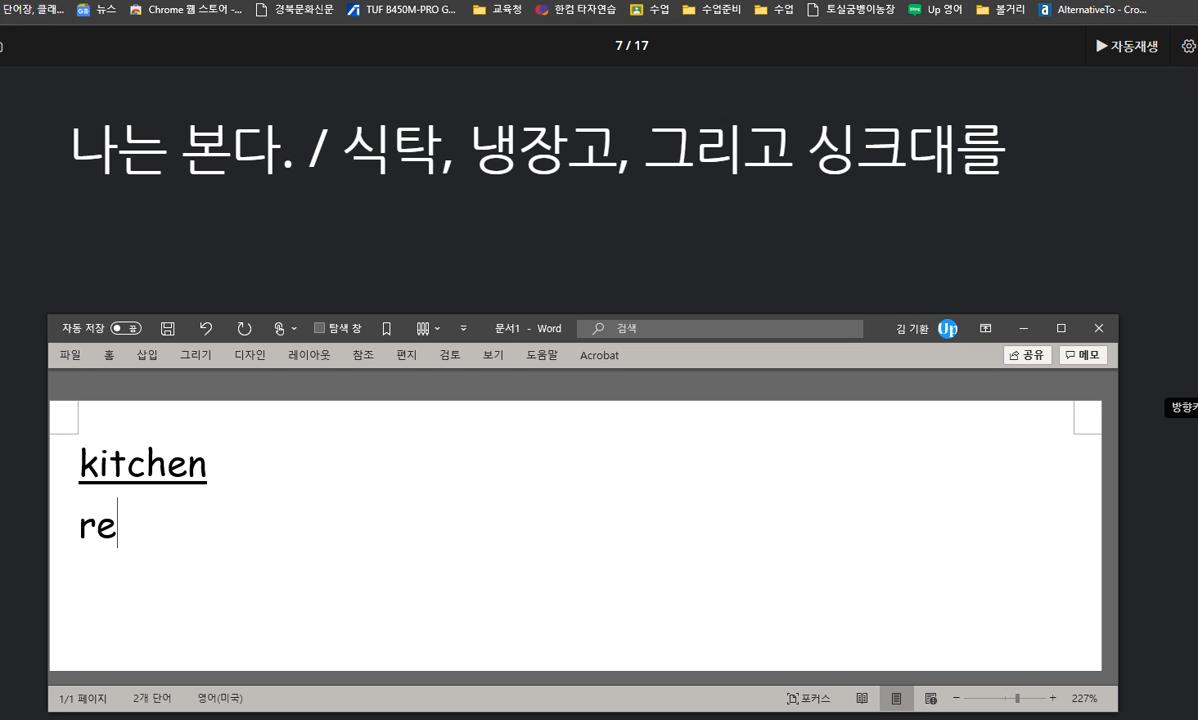 단어장, 클래... 뉴스 Chrome 웹 스토어 -... 경북문화신문 TUF B450M-PRO G... 교육청 한컴 타자연습 수업 수업준비 수업 토실굼벵이농장 Up 영어 볼거리 AlternativeTo - Cro...
7 / 17 ▶ 자동재생
나는 본다. / 식탁, 냉장고, 그리고 싱크대를
자동 저장 끔 탐색 창 문서1 - Word 검색 김 기환 Up
파일 홈 삽입 그리기 디자인 레이아웃 참조 편지 검토 보기 도움말 Acrobat 공유 메모
방향키
kitchen
re
1/1 페이지 2개 단어 영어(미국) 포커스 − + 227%